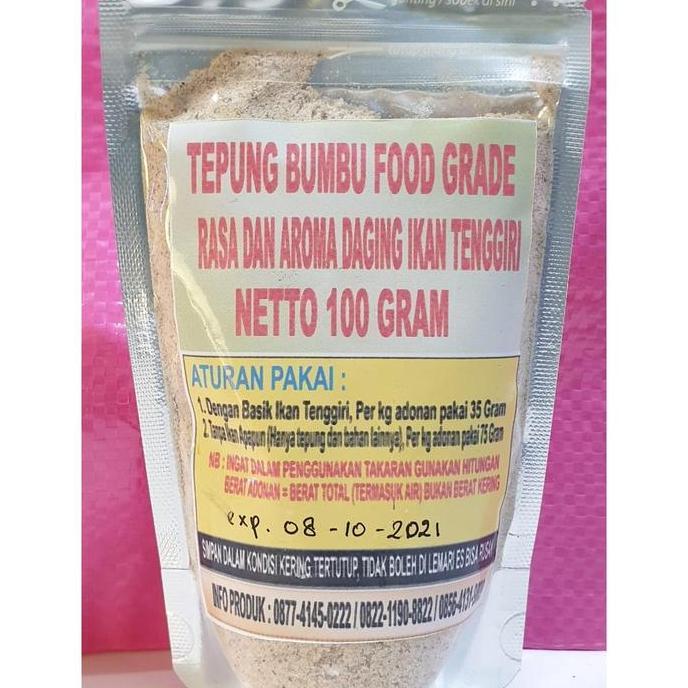 gunting / sobek di sini
TEPUNG BUMBU FOOD GRADE
RASA DAN AROMA DAGING IKAN TENGGIRI
NETTO 100 GRAM
ATURAN PAKAI :
1. Dengan Basik Ikan Tenggiri, Per kg adonan pakai 35 Gram
2. Tanpa Ikan Apapun (Hanya tepung dan bahan lainnya), Per kg adonan pakai 75 Gram
NB : INGAT DALAM PENGGUNAKAN TAKARAN GUNAKAN HITUNGAN
BERAT ADONAN = BERAT TOTAL (TERMASUK AIR) BUKAN BERAT KERING
exp. 08-10-2021
SIMPAN DALAM KONDISI KERING TERTUTUP, TIDAK BOLEH DI LEMARI ES BISA RUSAK
INFO PRODUK : 0877-4145-0222 / 0822-1190-8822 /